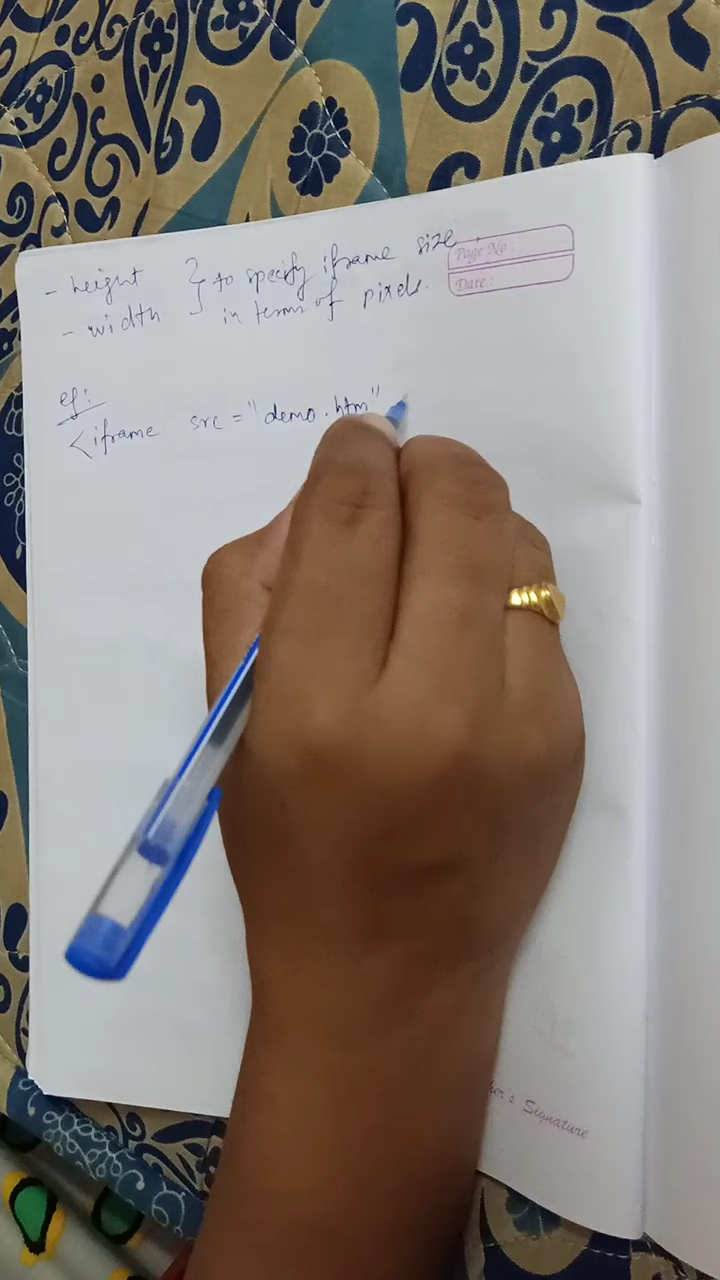 Page No :
Date :
- height } to specify iframe size.
- width in terms of pixels.
eg:
<iframe src = "demo.htm"
er's Signature